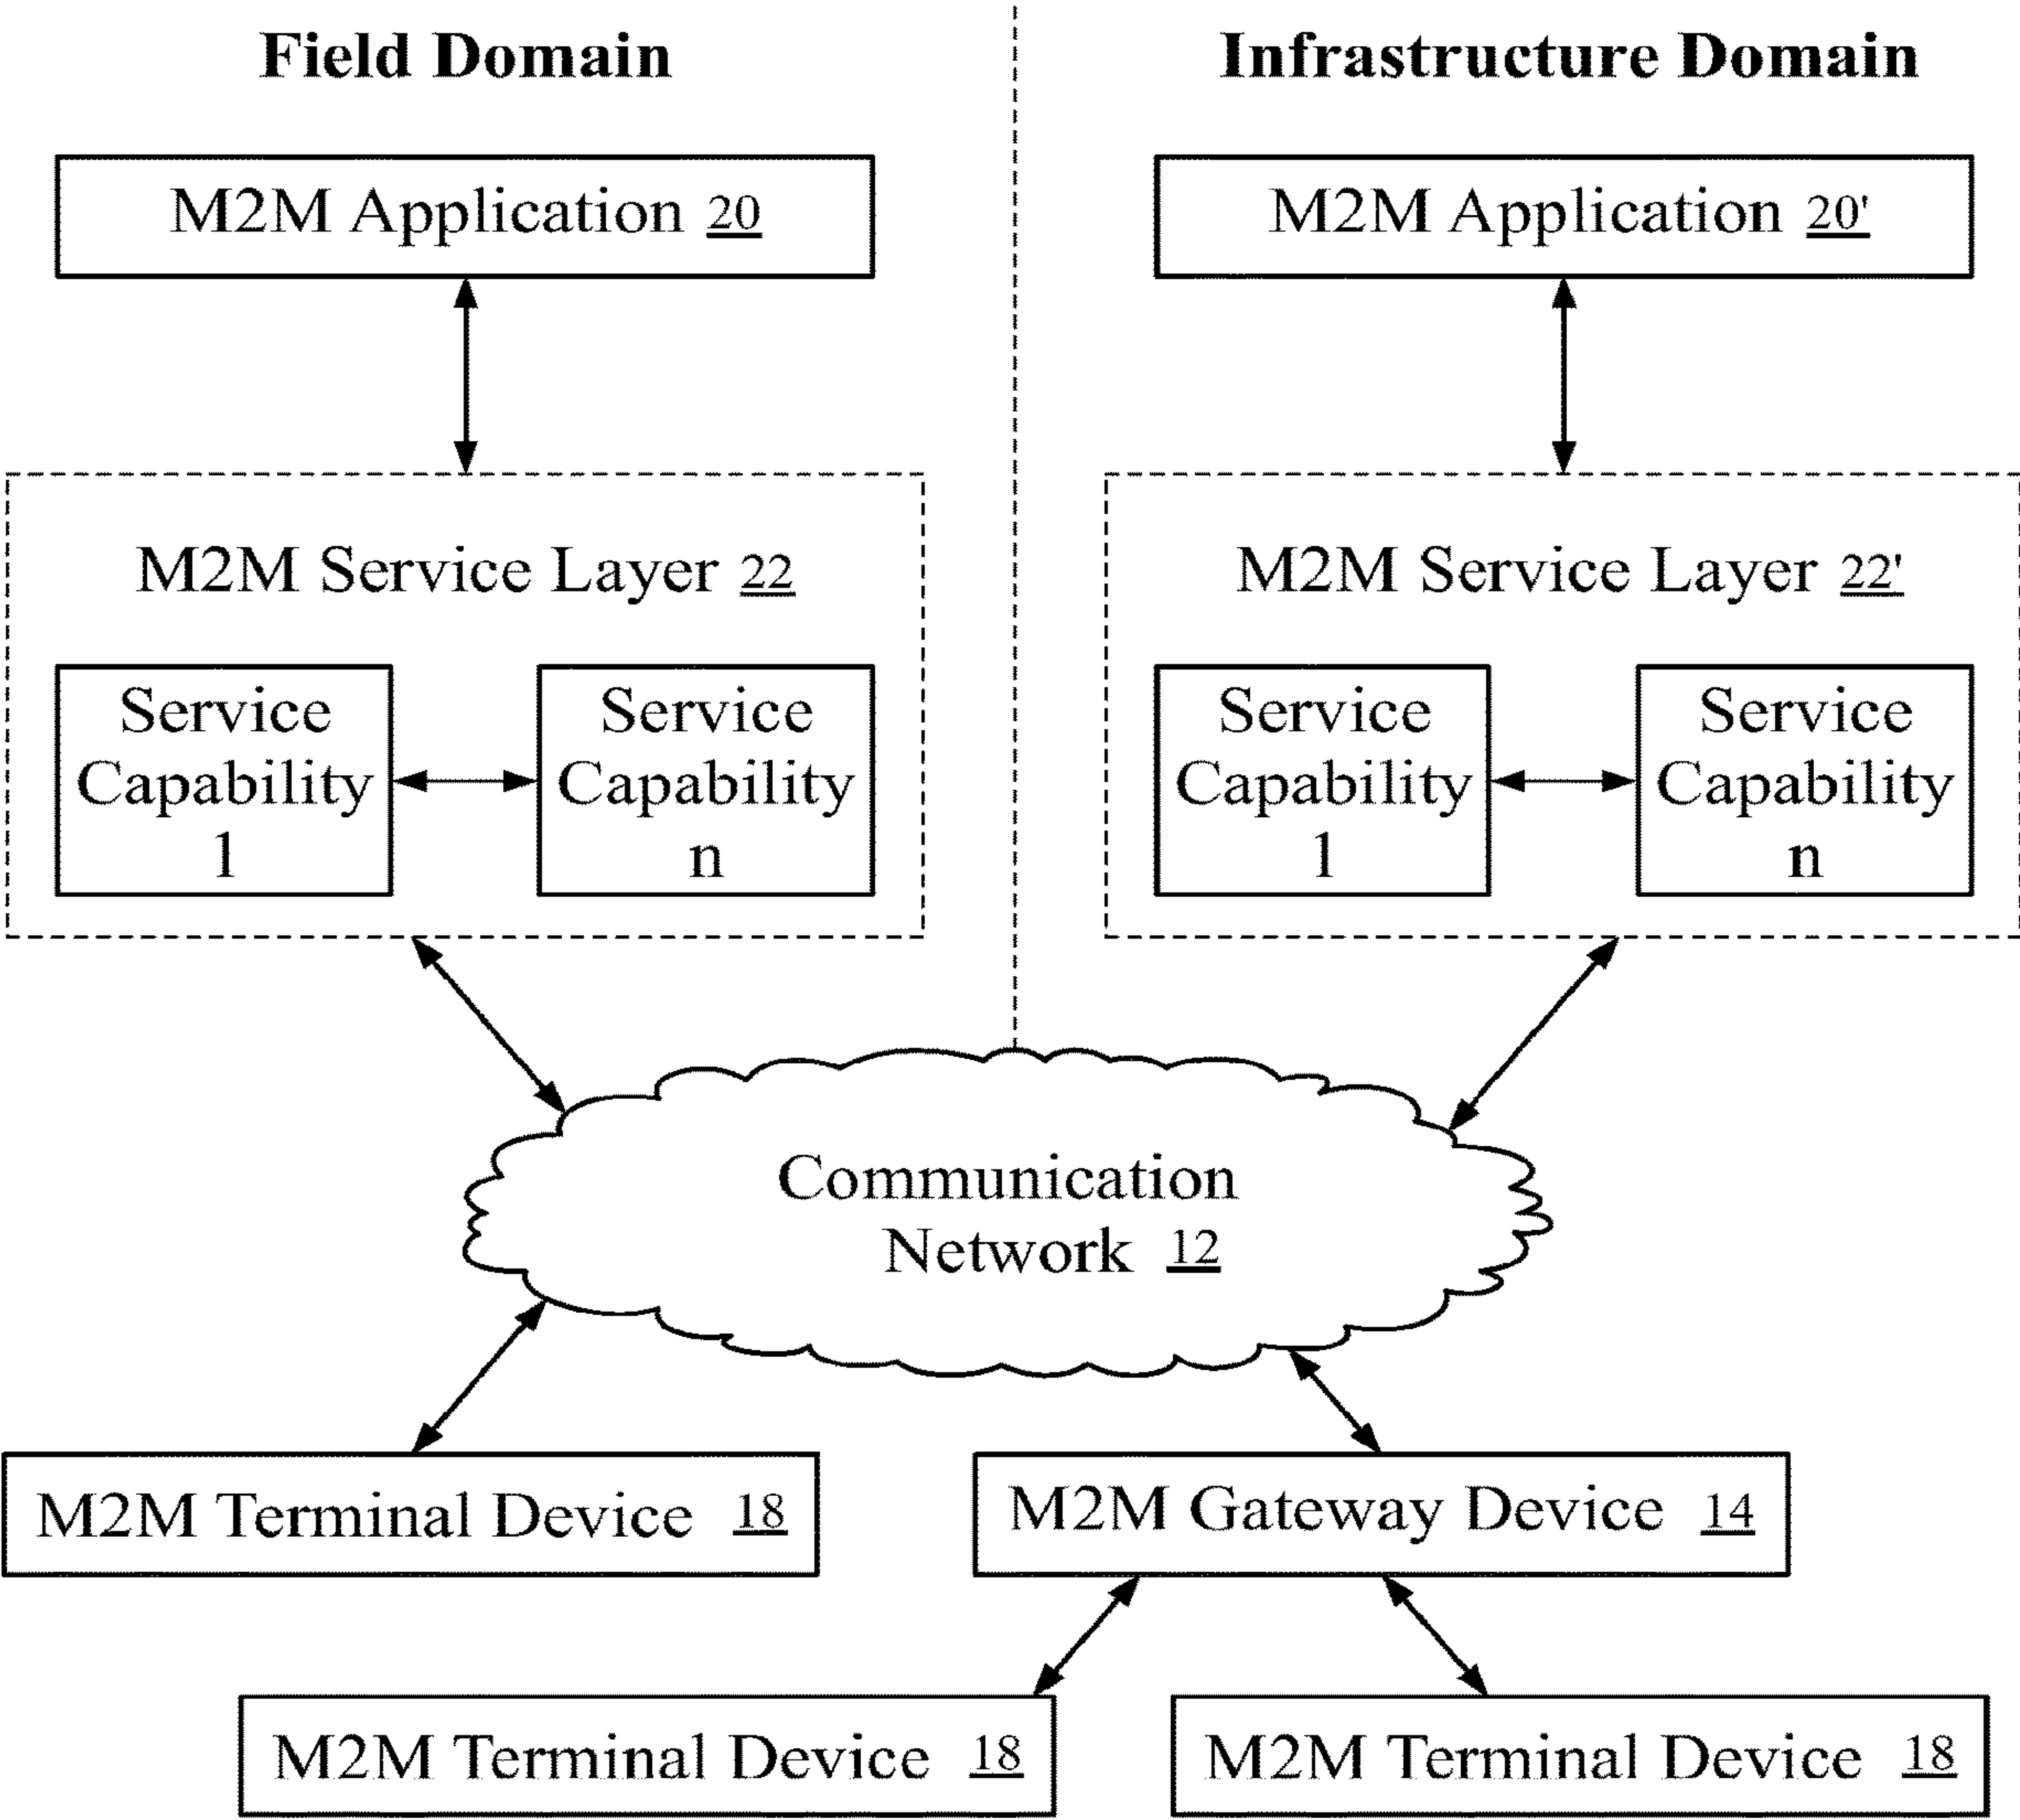 Field Domain
Infrastructure Domain
M2M Application 20
M2M Application 20'
M2M Service Layer 22
M2M Service Layer 22'
Service
Capability
1
Service
Capability
n
Service
Capability
1
Service
Capability
n
Communication
Network 12
M2M Terminal Device 18
M2M Gateway Device 14
M2M Terminal Device 18
M2M Terminal Device 18